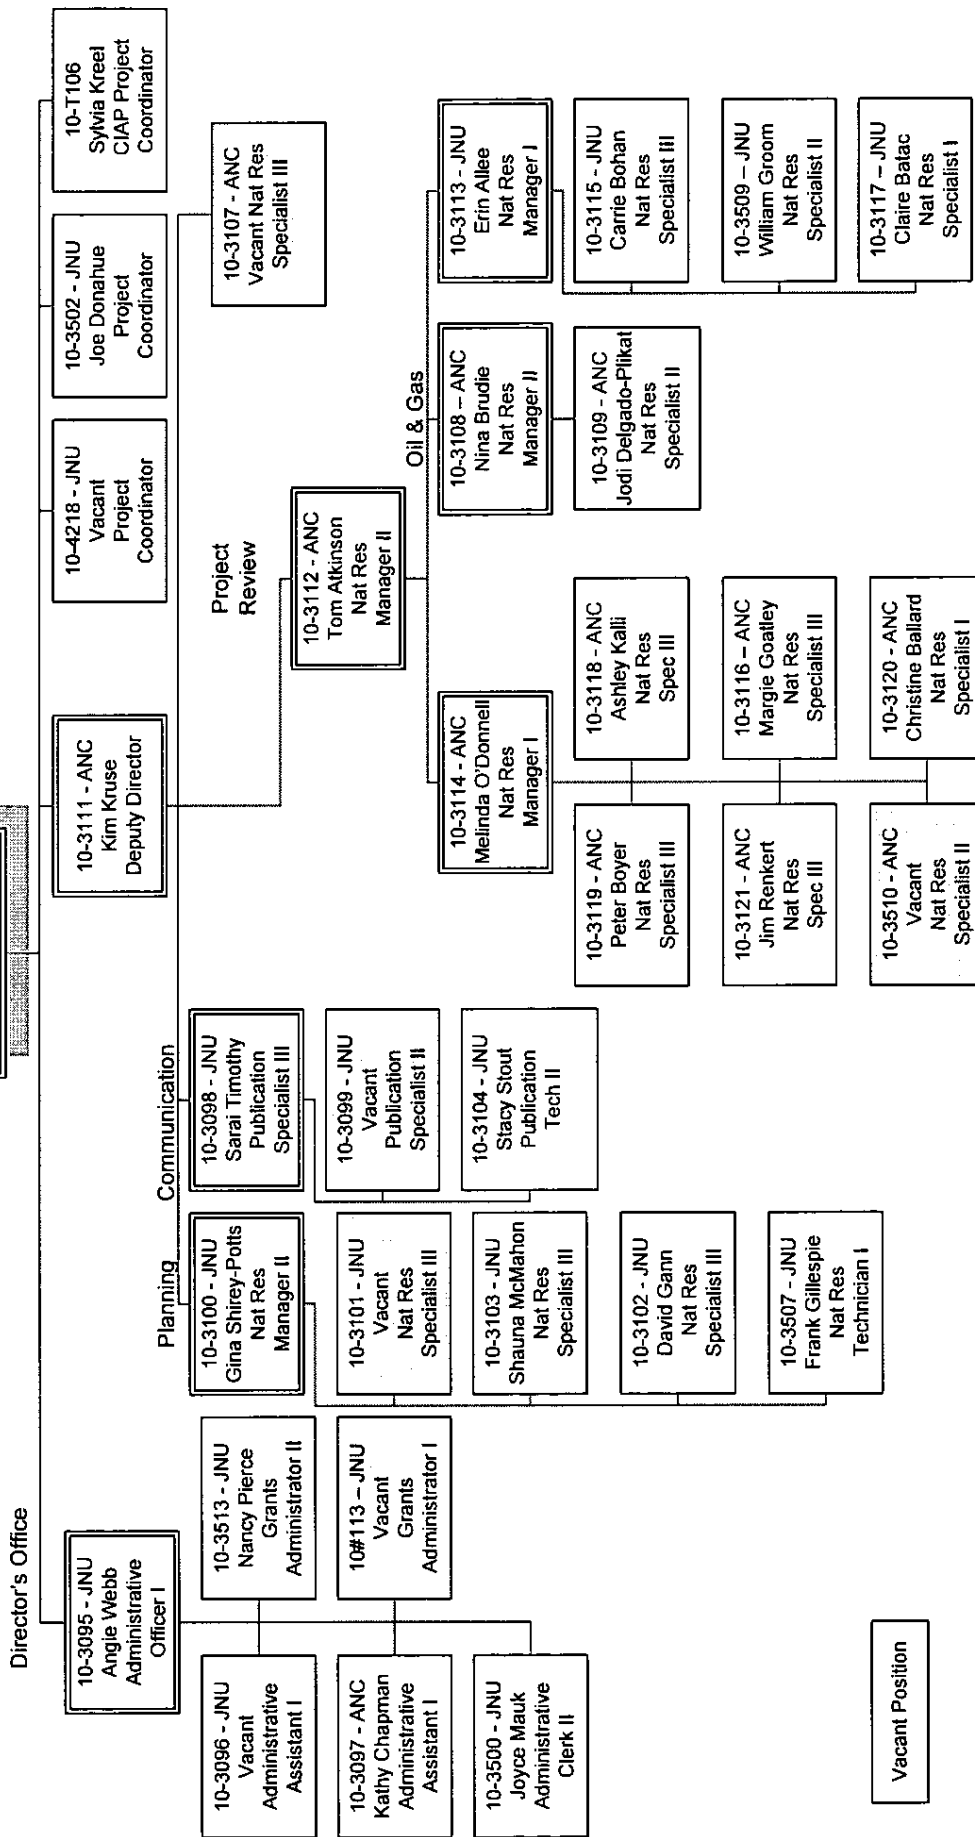 Director's Office
10-3095 - JNU
Angie Webb
Administrative
Officer I
10-3096 - JNU
Vacant
Administrative
Assistant I
10-3513 - JNU
Nancy Pierce
Grants
Administrator II
10-3097 - ANC
Kathy Chapman
Administrative
Assistant I
10#113 – JNU
Vacant
Grants
Administrator I
10-3500 - JNU
Joyce Mauk
Administrative
Clerk II
10-3111 - ANC
Kim Kruse
Deputy Director
10-4218 - JNU
Vacant
Project
Coordinator
10-3502 - JNU
Joe Donahue
Project
Coordinator
10-T106
Sylvia Kreel
CIAP Project
Coordinator
Planning
10-3100 - JNU
Gina Shirey-Potts
Nat Res
Manager II
10-3101 - JNU
Vacant
Nat Res
Specialist III
10-3103 - JNU
Shauna McMahon
Nat Res
Specialist III
10-3102 - JNU
David Gann
Nat Res
Specialist III
10-3507 - JNU
Frank Gillespie
Nat Res
Technician I
Communication
10-3098 - JNU
Sarai Timothy
Publication
Specialist III
10-3099 - JNU
Vacant
Publication
Specialist II
10-3104 - JNU
Stacy Stout
Publication
Tech II
Project
Review
10-3112 - ANC
Tom Atkinson
Nat Res
Manager II
10-3107 - ANC
Vacant Nat Res
Specialist III
10-3114 - ANC
Melinda O'Donnell
Nat Res
Manager I
10-3119 - ANC
Peter Boyer
Nat Res
Specialist III
10-3118 - ANC
Ashley Kalli
Nat Res
Spec III
10-3121 - ANC
Jim Renkert
Nat Res
Spec III
10-3116 – ANC
Margie Goatley
Nat Res
Specialist III
10-3510 - ANC
Vacant
Nat Res
Specialist II
10-3120 - ANC
Christine Ballard
Nat Res
Specialist I
Oil & Gas
10-3108 – ANC
Nina Brudie
Nat Res
Manager II
10-3109 - ANC
Jodi Delgado-Plikat
Nat Res
Specialist II
10-3113 - JNU
Erin Allee
Nat Res
Manager I
10-3115 - JNU
Carrie Bohan
Nat Res
Specialist III
10-3509 – JNU
William Groom
Nat Res
Specialist II
10-3117 – JNU
Claire Batac
Nat Res
Specialist I
Vacant Position